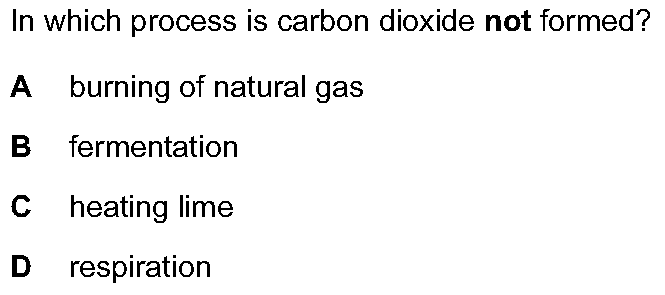 In which process is carbon dioxide not formed?
A burning of natural gas
B fermentation
C heating lime
D respiration